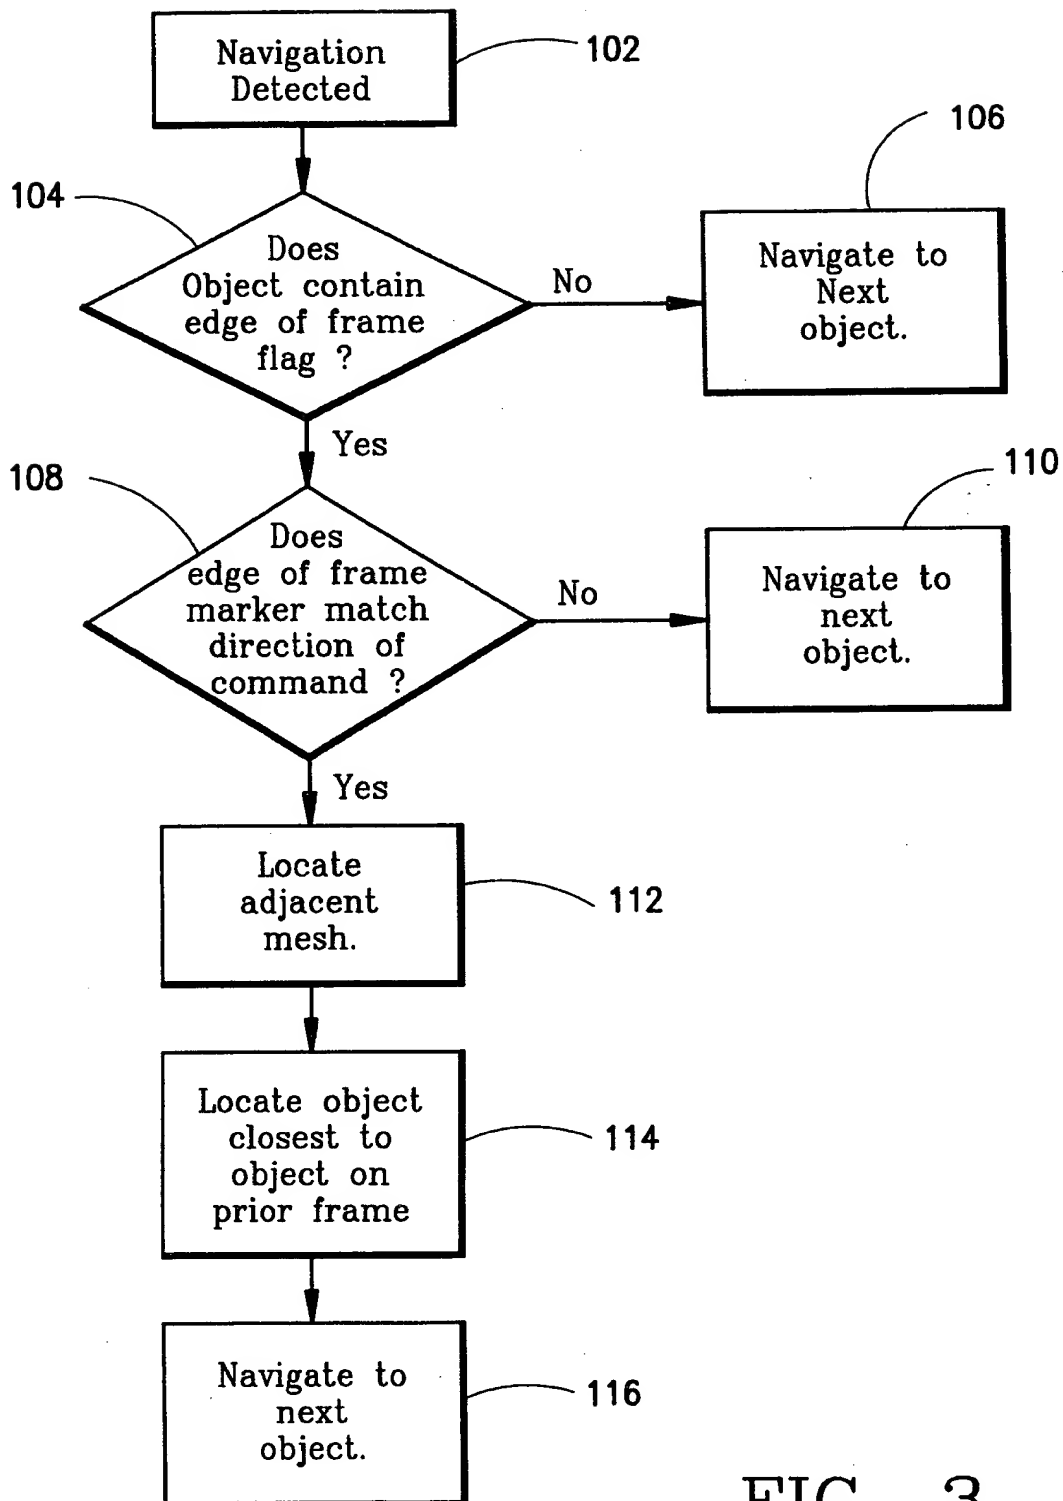 Navigation
Detected
102
106
104
Does
Object contain
edge of frame
flag ?
No
Navigate to
Next
object.
Yes
108
110
Does
edge of frame
marker match
direction of
command ?
No
Navigate to
next
object.
Yes
Locate
adjacent
mesh.
112
Locate object
closest to
object on
prior frame
114
Navigate to
next
object.
116
FIG. 3